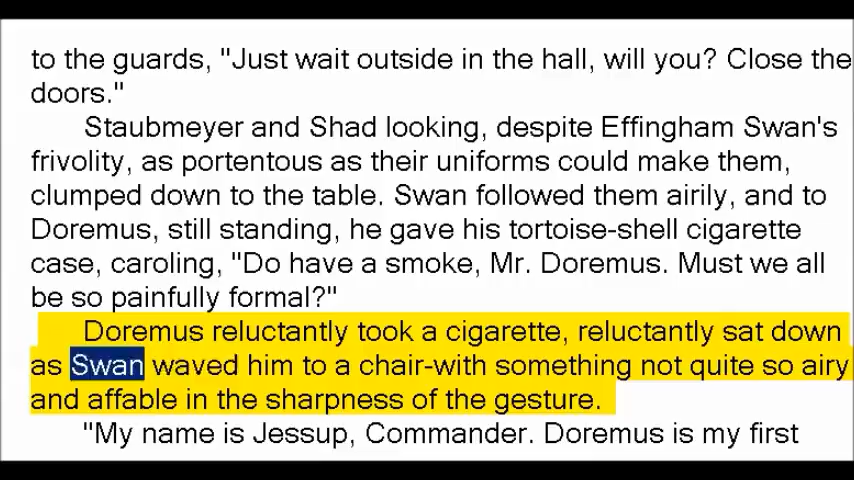 to the guards, "Just wait outside in the hall, will you? Close the
doors."
Staubmeyer and Shad looking, despite Effingham Swan's
frivolity, as portentous as their uniforms could make them,
clumped down to the table. Swan followed them airily, and to
Doremus, still standing, he gave his tortoise-shell cigarette
case, caroling, "Do have a smoke, Mr. Doremus. Must we all
be so painfully formal?"
Doremus reluctantly took a cigarette, reluctantly sat down
as Swan waved him to a chair-with something not quite so airy
and affable in the sharpness of the gesture.
"My name is Jessup, Commander. Doremus is my first